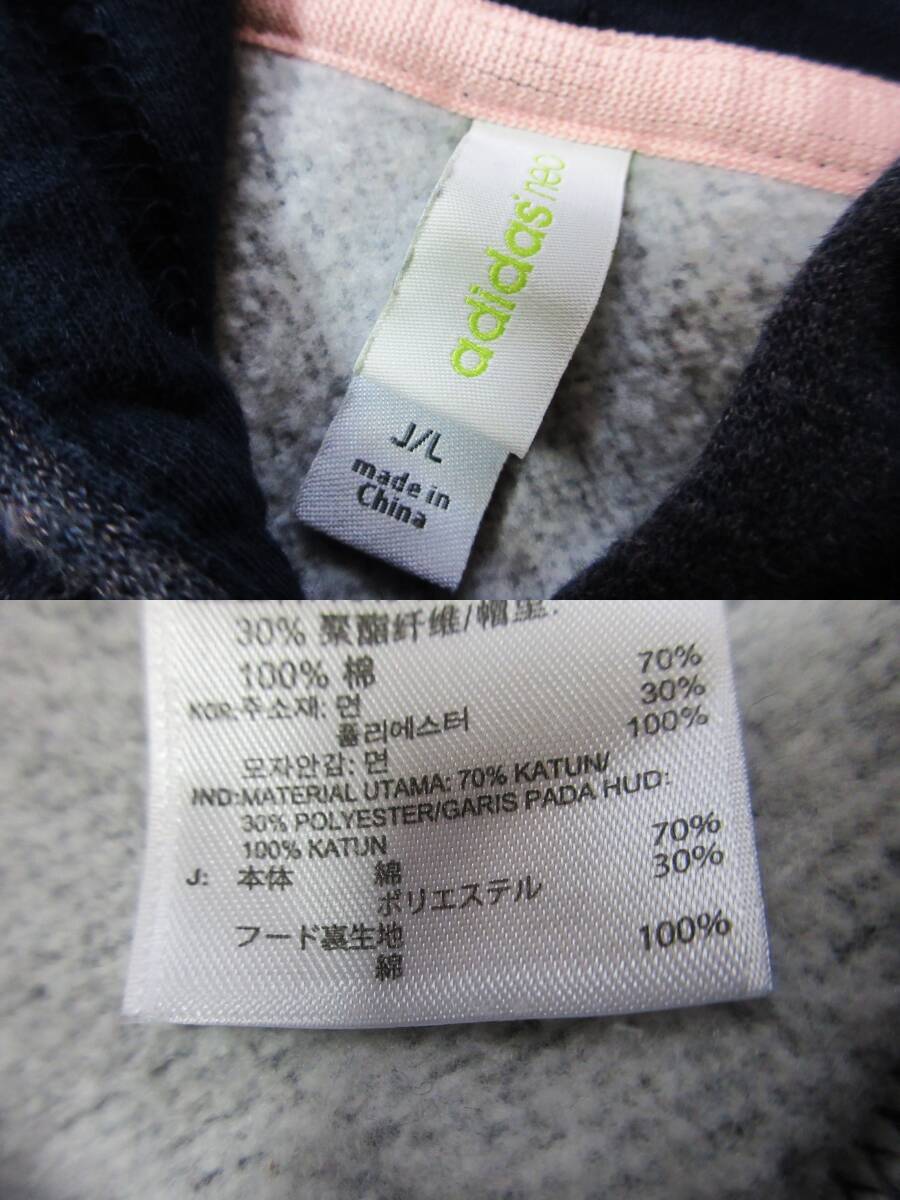 adidas neo
J/L
made in
China
30% 聚酯纤维/帽里:
100% 棉
KOR: 주소재: 면 70%
폴리에스터 30%
모자안감: 면 100%
IND: MATERIAL UTAMA: 70% KATUN/
30% POLYESTER/GARIS PADA HUD:
100% KATUN
J: 本体 綿 70%
ポリエステル 30%
フード裏生地
綿 100%